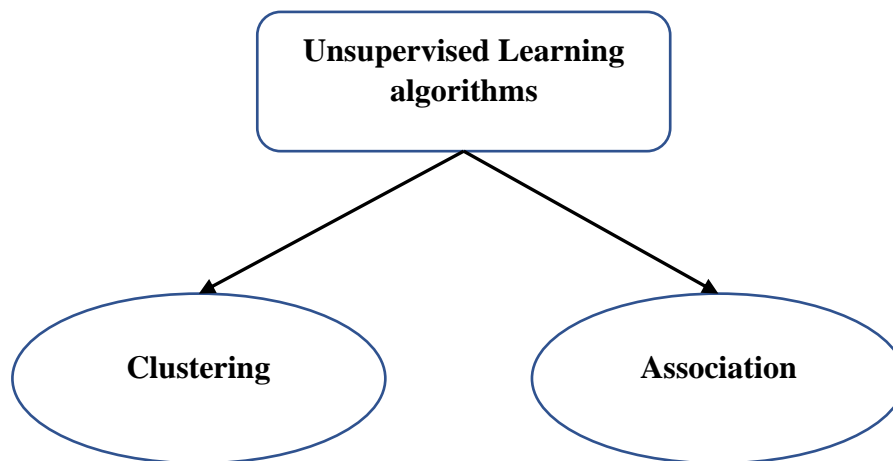 Unsupervised Learning
algorithms
Clustering
Association